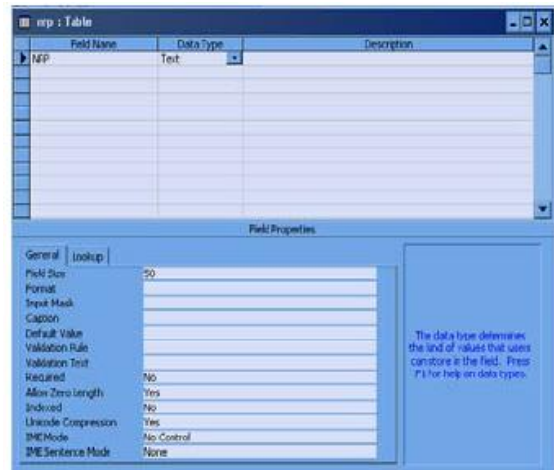 nrp : Table
Field Name Data Type Description
NRP Text
Field Properties
General Lookup
Field Size 50
Format
Input Mask
Caption
Default Value
Validation Rule
Validation Text
Required No
Allow Zero Length Yes
Indexed No
Unicode Compression Yes
IME Mode No Control
IME Sentence Mode None
The data type determines
the kind of values that users
can store in the field. Press
F1 for help on data types.